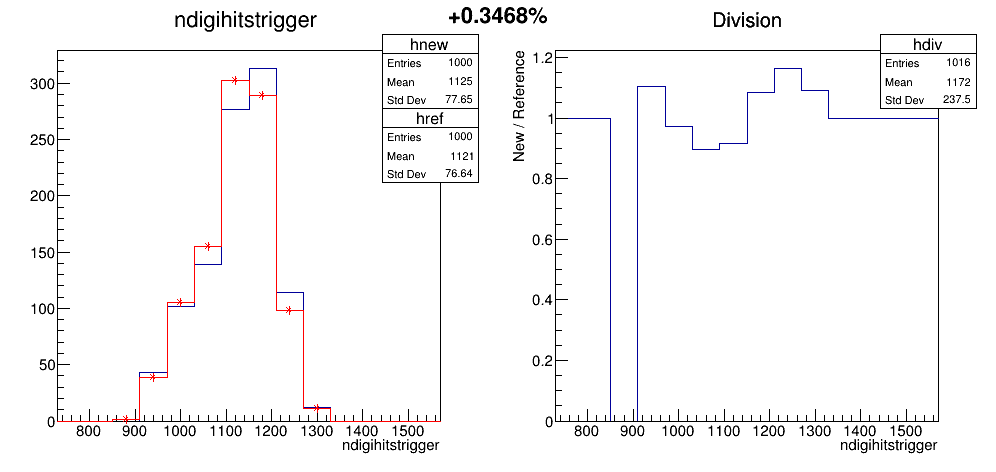 ndigihitstrigger
+0.3468%
Division
hnew
Entries 1000
Mean 1125
Std Dev 77.65
href
Entries 1000
Mean 1121
Std Dev 76.64
300
250
200
150
100
50
0
800 900 1000 1100 1200 1300 1400 1500
ndigihitstrigger
hdiv
Entries 1016
Mean 1172
Std Dev 237.5
New / Reference
1.2
1
0.8
0.6
0.4
0.2
0
800 900 1000 1100 1200 1300 1400 1500
ndigihitstrigger